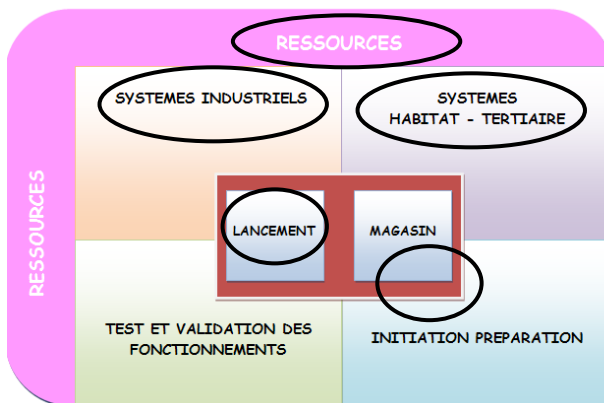 RESSOURCES
SYSTEMES INDUSTRIELS
SYSTEMES
HABITAT - TERTIAIRE
RESSOURCES
LANCEMENT
MAGASIN
TEST ET VALIDATION DES
FONCTIONNEMENTS
INITIATION PREPARATION